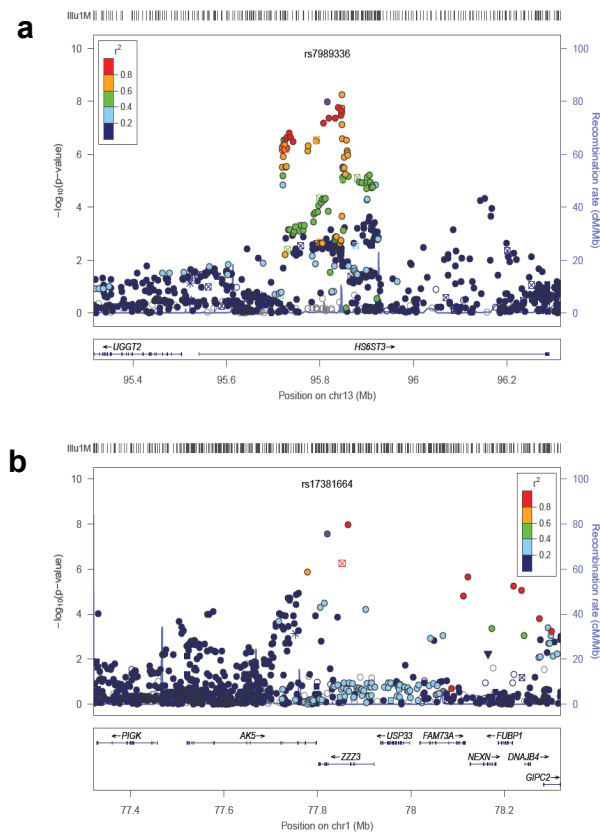 a
Illu1M
rs7989336
r²
0.8
0.6
0.4
0.2
10
8
6
4
2
0
−log₁₀(p−value)
100
80
60
40
20
0
Recombination rate (cM/Mb)
←UGGT2
HS6ST3→
95.4
95.6
95.8
96
96.2
Position on chr13 (Mb)
b
Illu1M
rs17381664
r²
0.8
0.6
0.4
0.2
10
8
6
4
2
0
−log₁₀(p−value)
100
80
60
40
20
0
Recombination rate (cM/Mb)
←PIGK
AK5→
←USP33
FAM73A→
←FUBP1
←ZZZ3
NEXN→
DNAJB4→
GIPC2→
77.4
77.6
77.8
78
78.2
Position on chr1 (Mb)